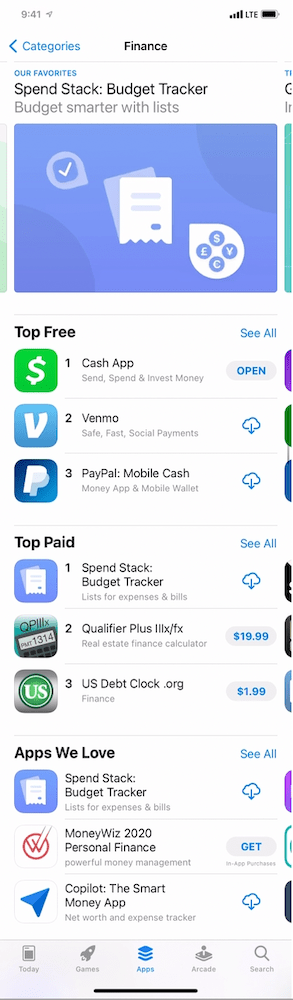 9:41
LTE
Categories
Finance
OUR FAVORITES
Spend Stack: Budget Tracker
Budget smarter with lists
$
£
¥
€
Top Free
See All
$
1
Cash App
Send, Spend & Invest Money
OPEN
V
2
Venmo
Safe, Fast, Social Payments
P
3
PayPal: Mobile Cash
Money App & Mobile Wallet
Top Paid
See All
1
Spend Stack:
Budget Tracker
Lists for expenses & bills
QPIIIx
PMT 1314
2
Qualifier Plus IIIx/fx
Real estate finance calculator
$19.99
US
3
US Debt Clock .org
Finance
$1.99
Apps We Love
See All
Spend Stack:
Budget Tracker
Lists for expenses & bills
MoneyWiz 2020
Personal Finance
powerful money management
GET
In-App Purchases
Copilot: The Smart
Money App
Net worth and expense tracker
Today
Games
Apps
Arcade
Search